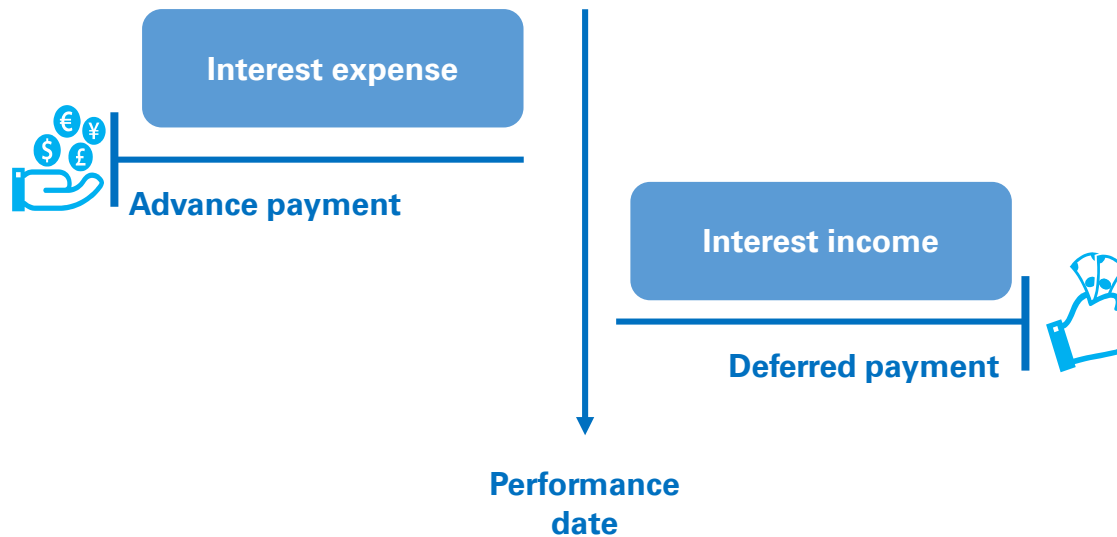 Interest expense
€
¥
$
£
Advance payment
Interest income
Deferred payment
Performance
date